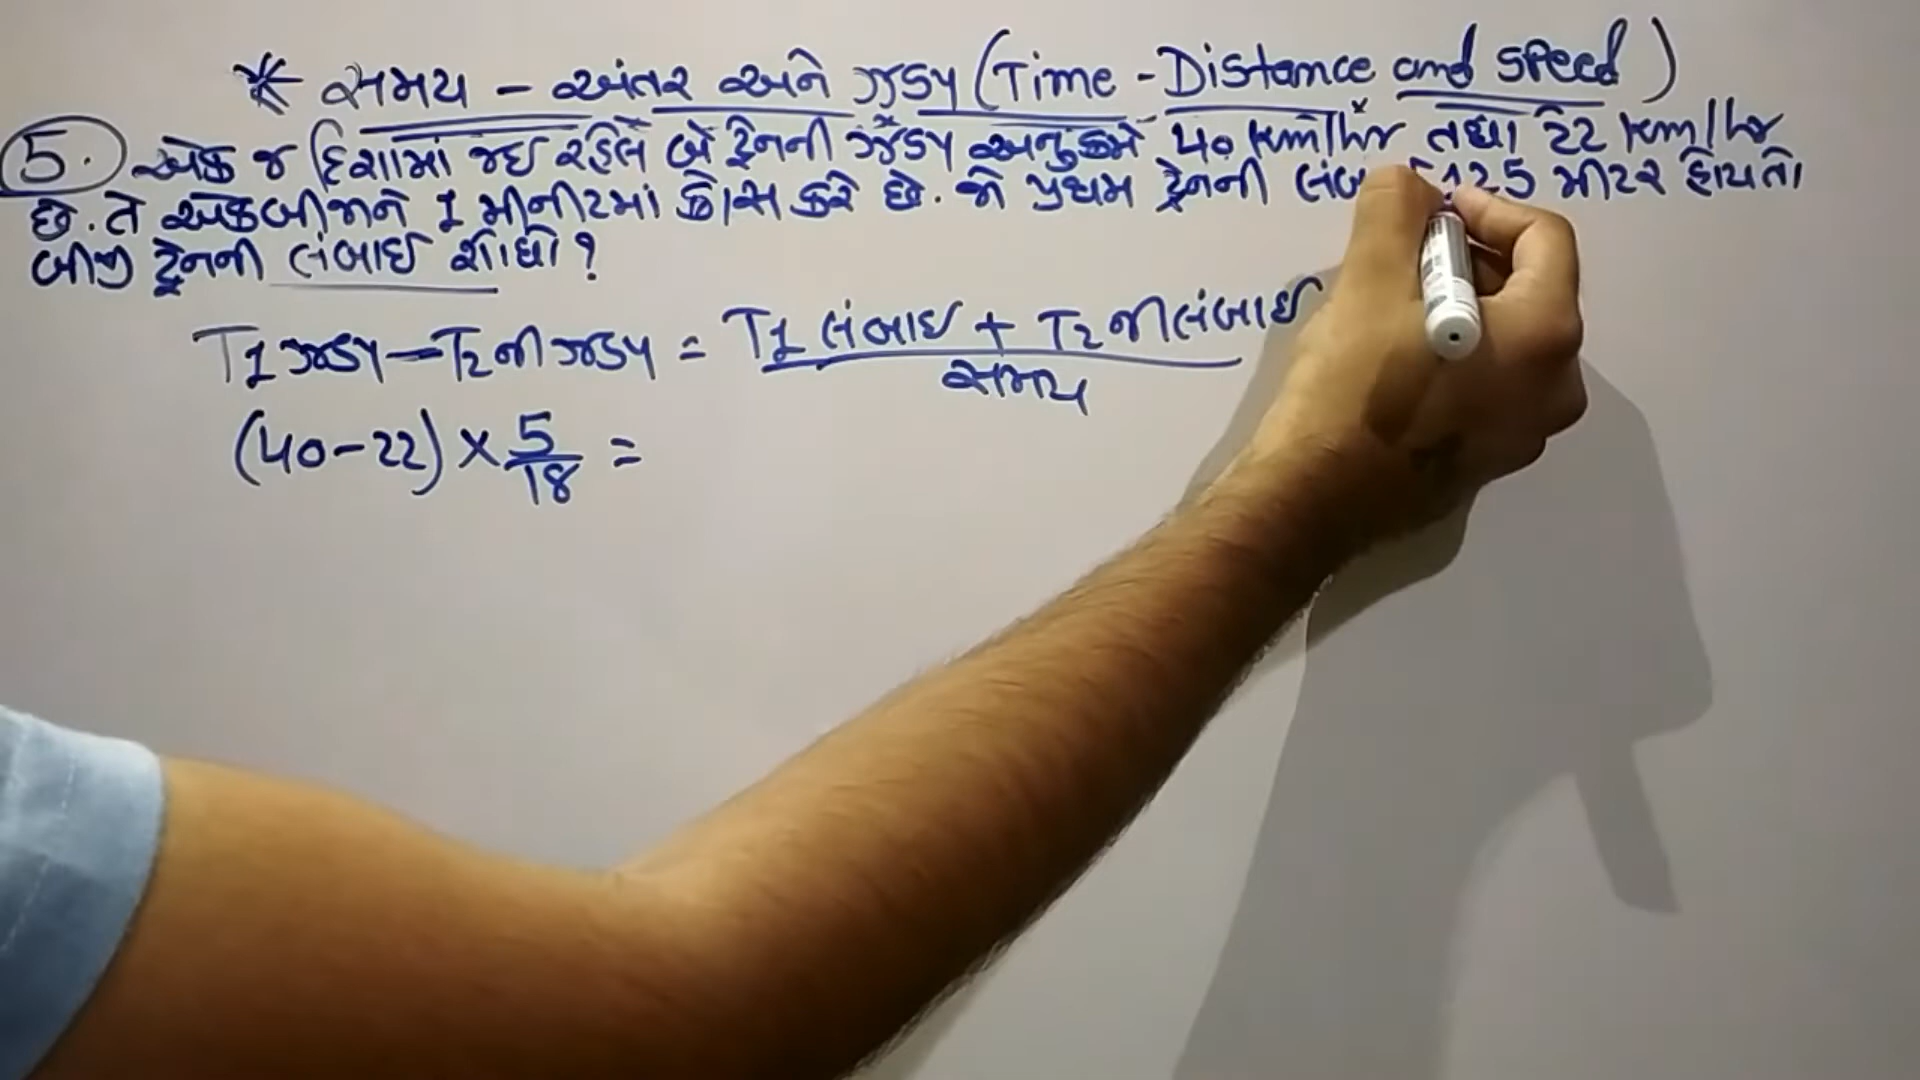 * સમય - અંતર અને ઝડપ (Time - Distance and speed)
5. એક જ દિશામાં જઇ રહેલ બે ટ્રેનની ઝડપ અનુક્રમે 40 km/hr તથા 22 km/hr
છે. તે એકબીજાને 1 મીનીટમાં ક્રોસ કરે છે. જો પ્રથમ ટ્રેનની 125 મીટર હોયતો
બીજી ટ્રેનની લંબાઇ શોધો?
T1 ઝડપ - T2 ની ઝડપ = T1 લંબાઇ + T2 ની લંબાઇ
સમય
(40-22) × 5/18 =